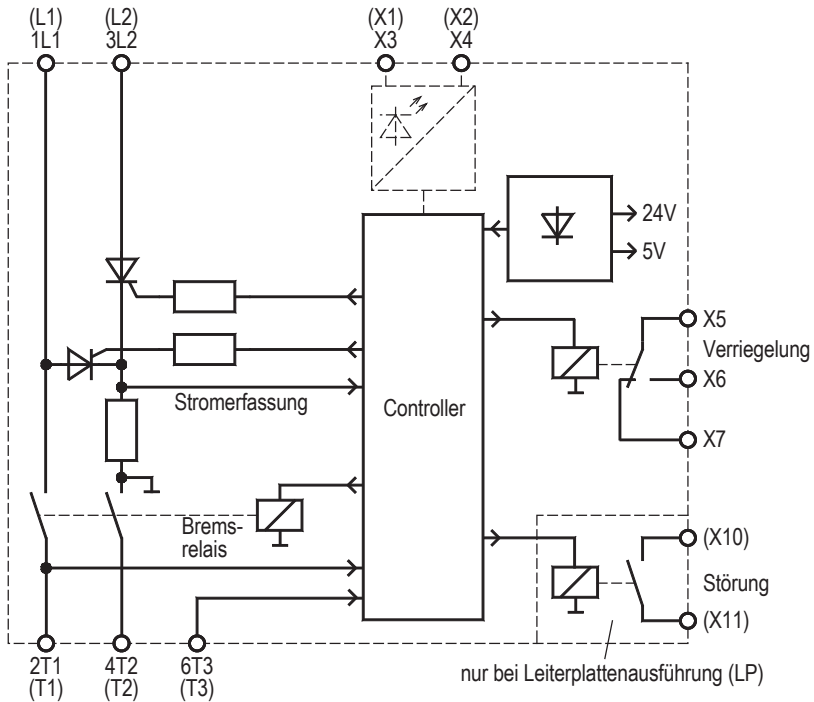 (L1) (L2) (X1) (X2)
1L1 3L2 X3 X4
24V
5V
X5
Verriegelung
X6
X7
Stromerfassung
Controller
Brems-
relais
(X10)
Störung
(X11)
2T1 4T2 6T3
(T1) (T2) (T3)
nur bei Leiterplattenausführung (LP)